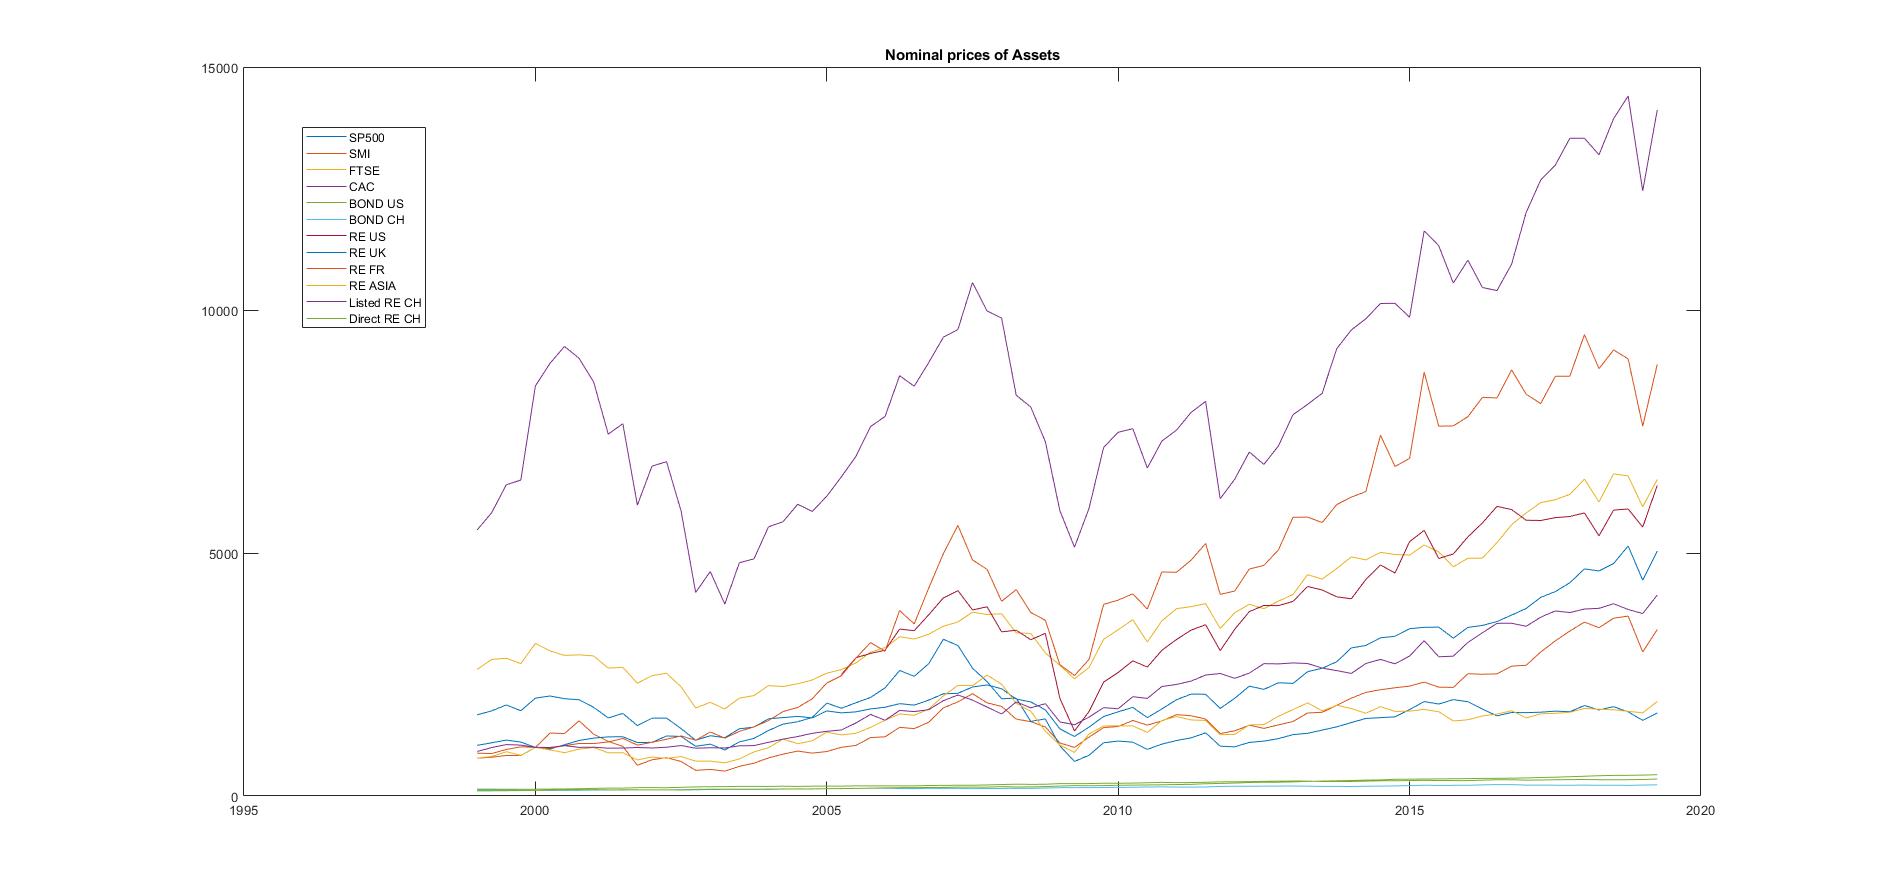 Nominal prices of Assets
15000
10000
5000
0
SP500
SMI
FTSE
CAC
BOND US
BOND CH
RE US
RE UK
RE FR
RE ASIA
Listed RE CH
Direct RE CH
1995 2000 2005 2010 2015 2020